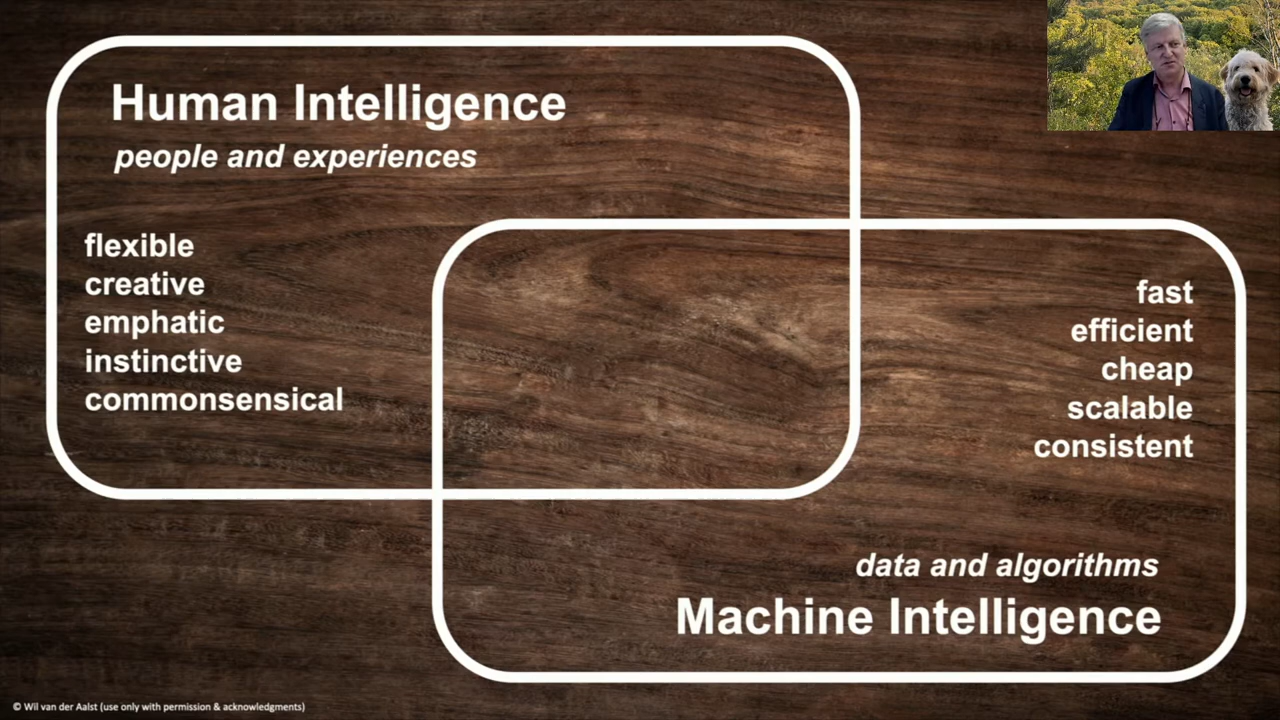 Human Intelligence
people and experiences
flexible
creative
emphatic
instinctive
commonsensical
fast
efficient
cheap
scalable
consistent
data and algorithms
Machine Intelligence
© Wil van der Aalst (use only with permission & acknowledgments)